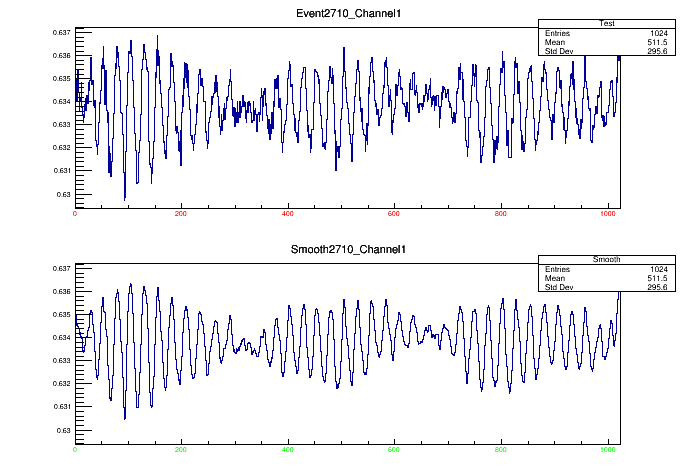 Event2710_Channel1
Test
Entries 1024
Mean 511.5
Std Dev 295.6
0.637
0.636
0.635
0.634
0.633
0.632
0.631
0.63
0 200 400 600 800 1000
Smooth2710_Channel1
Smooth
Entries 1024
Mean 511.5
Std Dev 295.6
0.637
0.636
0.635
0.634
0.633
0.632
0.631
0.63
0 200 400 600 800 1000